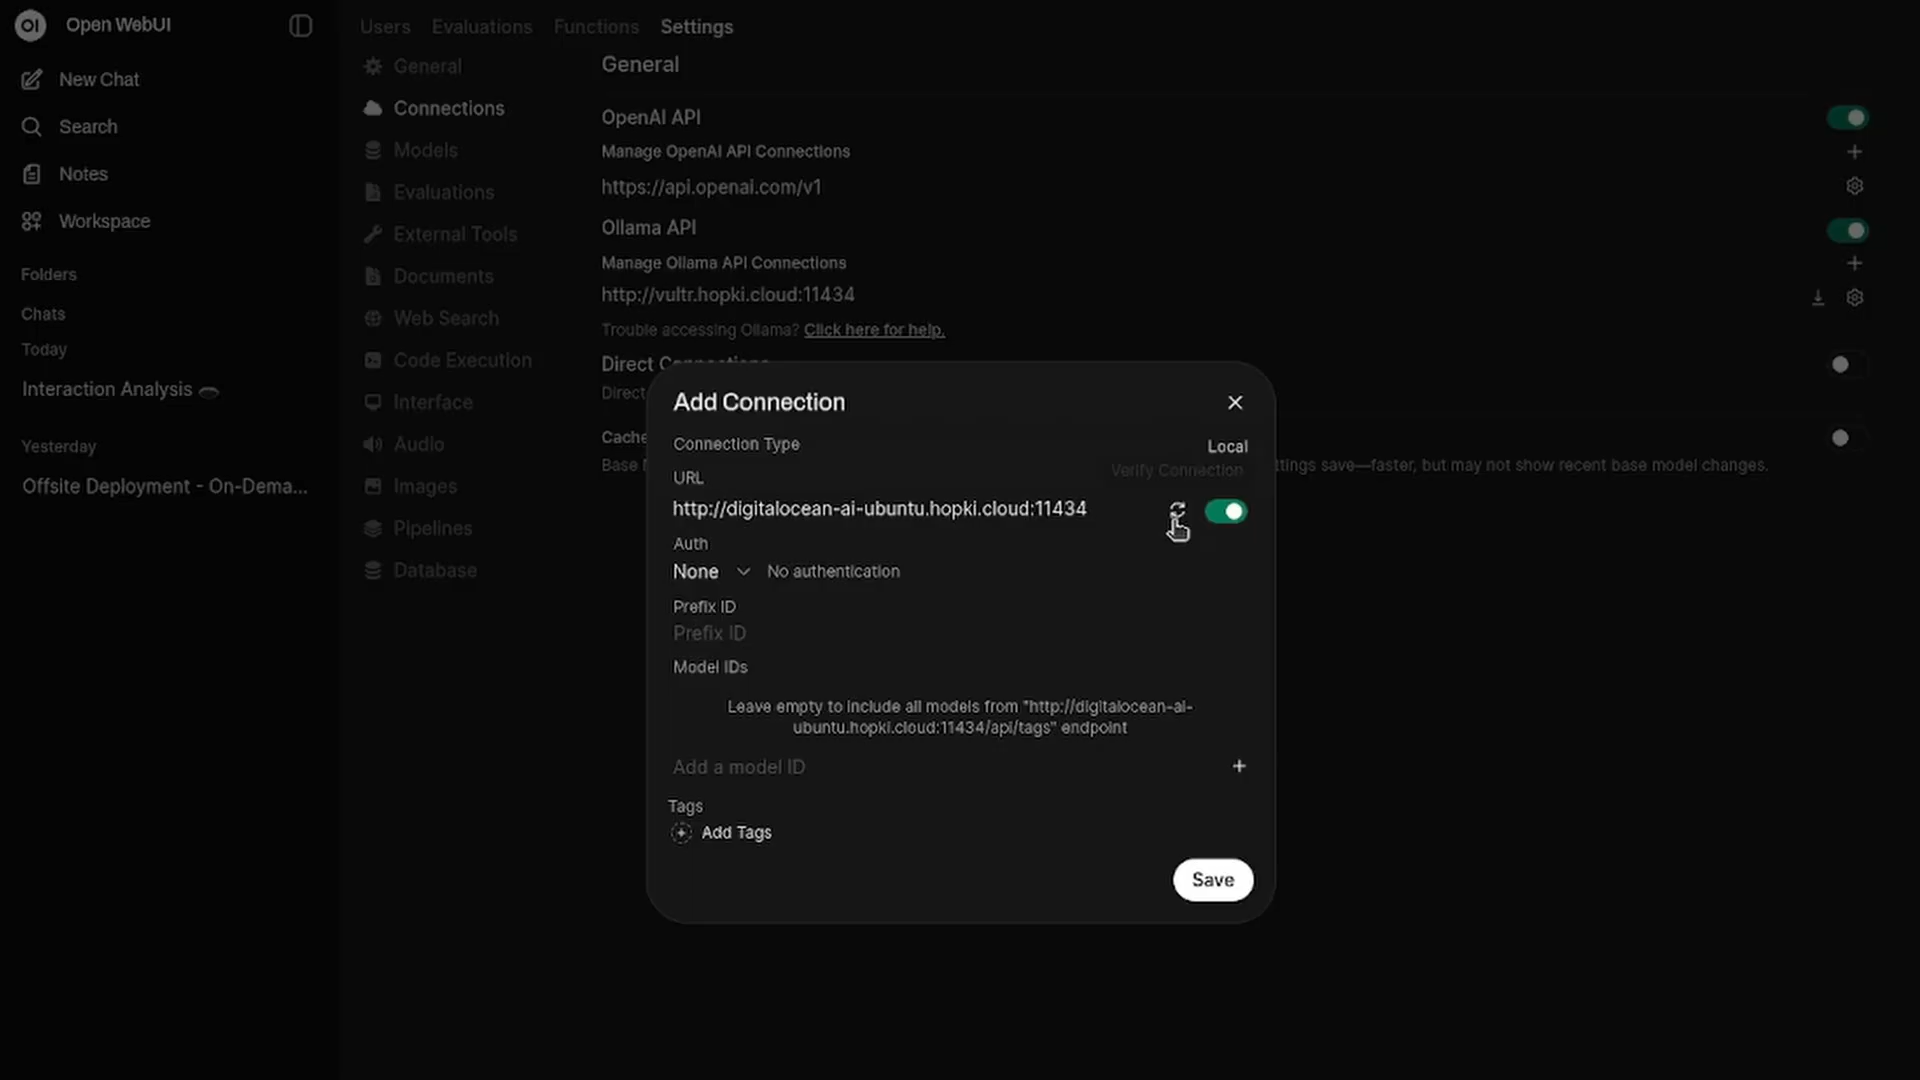 OI Open WebUI
New Chat
Search
Notes
Workspace
Folders
Chats
Today
Interaction Analysis
Yesterday
Offsite Deployment - On-Dema...
Users Evaluations Functions Settings
General
Connections
Models
Evaluations
External Tools
Documents
Web Search
Code Execution
Interface
Audio
Images
Pipelines
Database
General
OpenAI API
Manage OpenAI API Connections
https://api.openai.com/v1
Ollama API
Manage Ollama API Connections
http://vultr.hopki.cloud:11434
Trouble accessing Ollama? Click here for help.
Direct Connections
Direct
Cache
Base
ttings save—faster, but may not show recent base model changes.
Add Connection
Connection Type Local
Verify Connection
URL
http://digitalocean-ai-ubuntu.hopki.cloud:11434
Auth
None No authentication
Prefix ID
Prefix ID
Model IDs
Leave empty to include all models from "http://digitalocean-ai-
ubuntu.hopki.cloud:11434/api/tags" endpoint
Add a model ID
Tags
Add Tags
Save